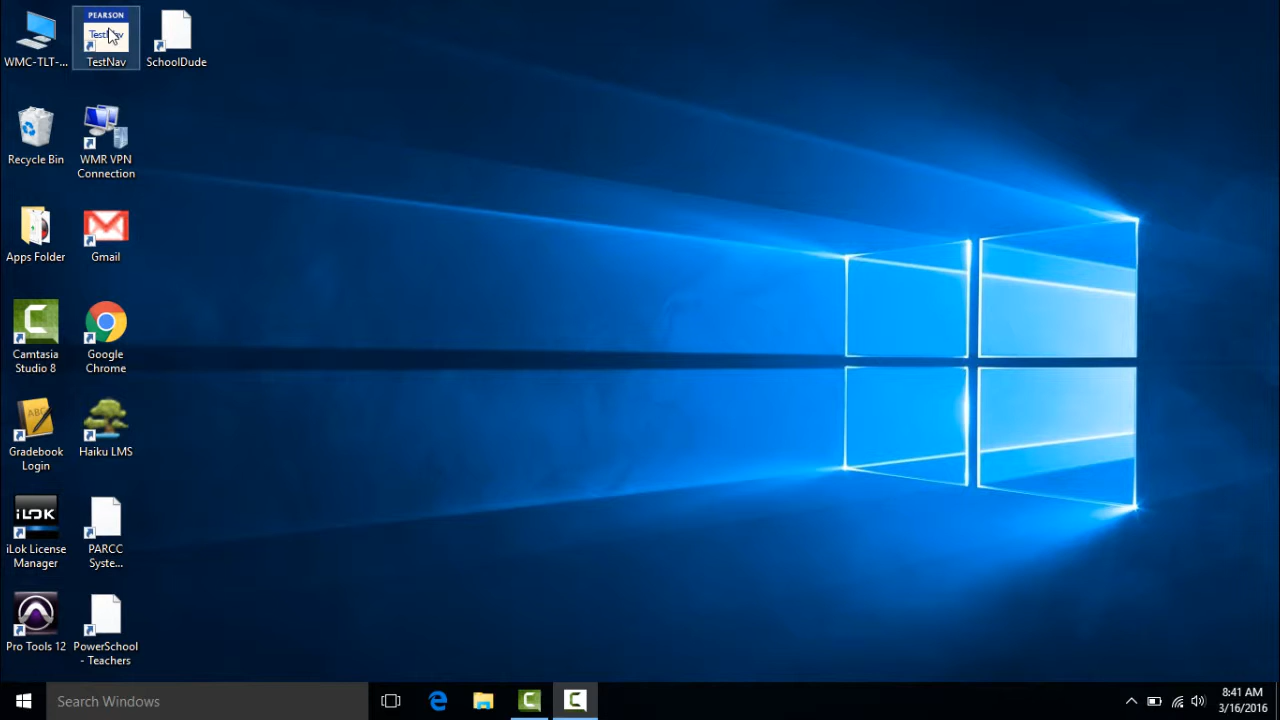 WMC-TLT-...
PEARSON
TestNav
TestNav
SchoolDude
Recycle Bin
WMR VPN
Connection
Apps Folder
Gmail
Camtasia
Studio 8
Google
Chrome
ABC
Gradebook
Login
Haiku LMS
iLOK
iLok License
Manager
PARCC
Syste...
Pro Tools 12
PowerSchool
- Teachers
Search Windows
8:41 AM
3/16/2016